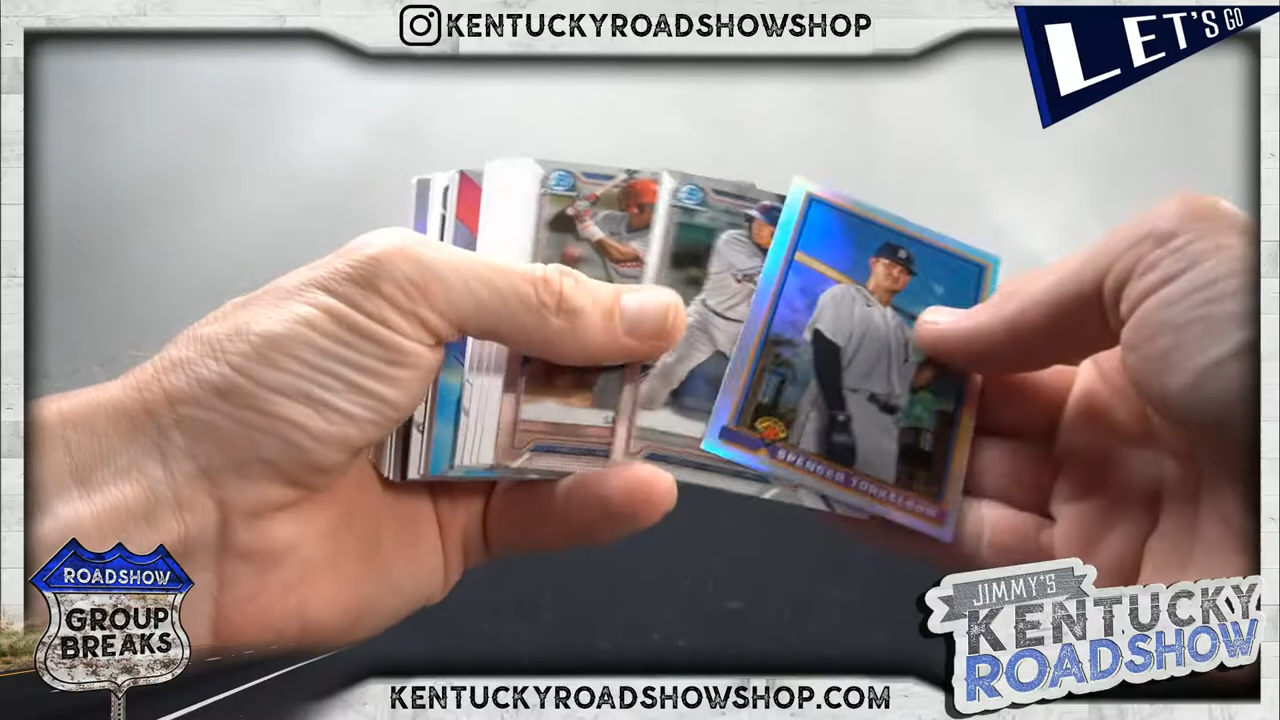 KENTUCKYROADSHOWSHOP
LET'S GO
SPENCER TORKELSON
ROADSHOW
GROUP
BREAKS
JIMMY'S
KENTUCKY
ROADSHOW
KENTUCKYROADSHOWSHOP.COM